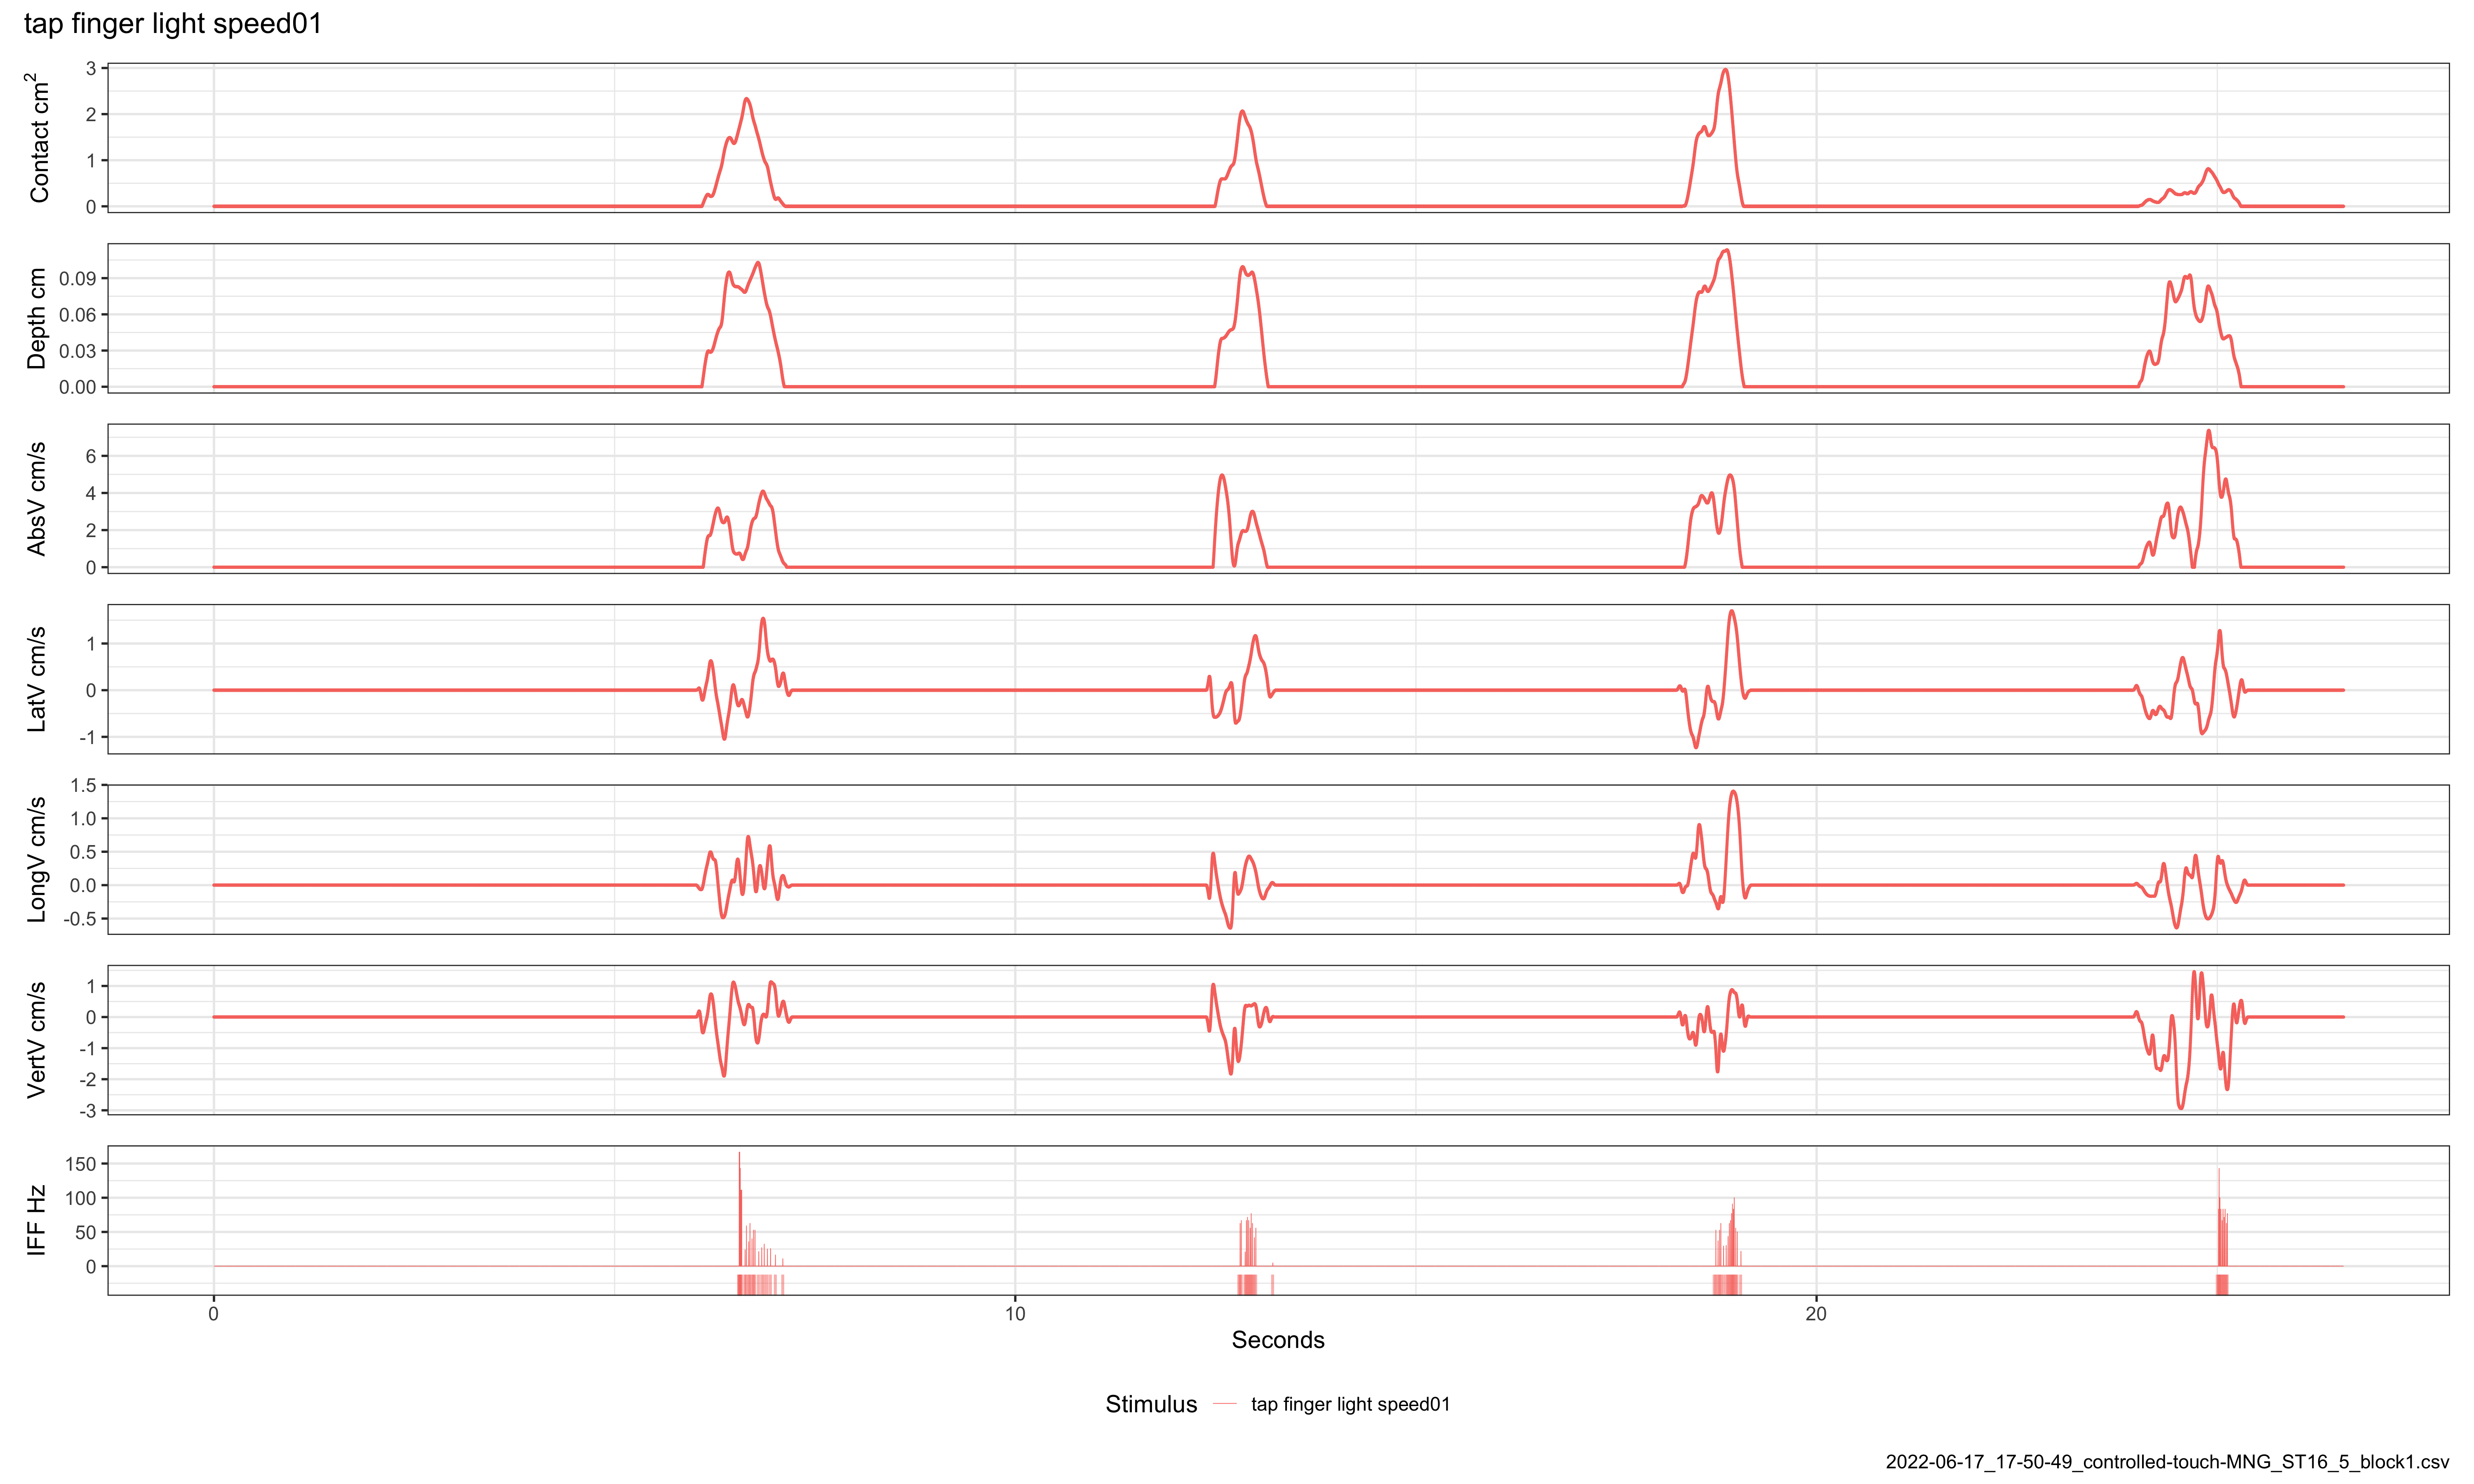 tap finger light speed01
Contact cm²
3
2
1
0
Depth cm
0.09
0.06
0.03
0.00
AbsV cm/s
6
4
2
0
LatV cm/s
1
0
-1
LongV cm/s
1.5
1.0
0.5
0.0
-0.5
VertV cm/s
1
0
-1
-2
-3
IFF Hz
150
100
50
0
0 10 20
Seconds
Stimulus tap finger light speed01
2022-06-17_17-50-49_controlled-touch-MNG_ST16_5_block1.csv